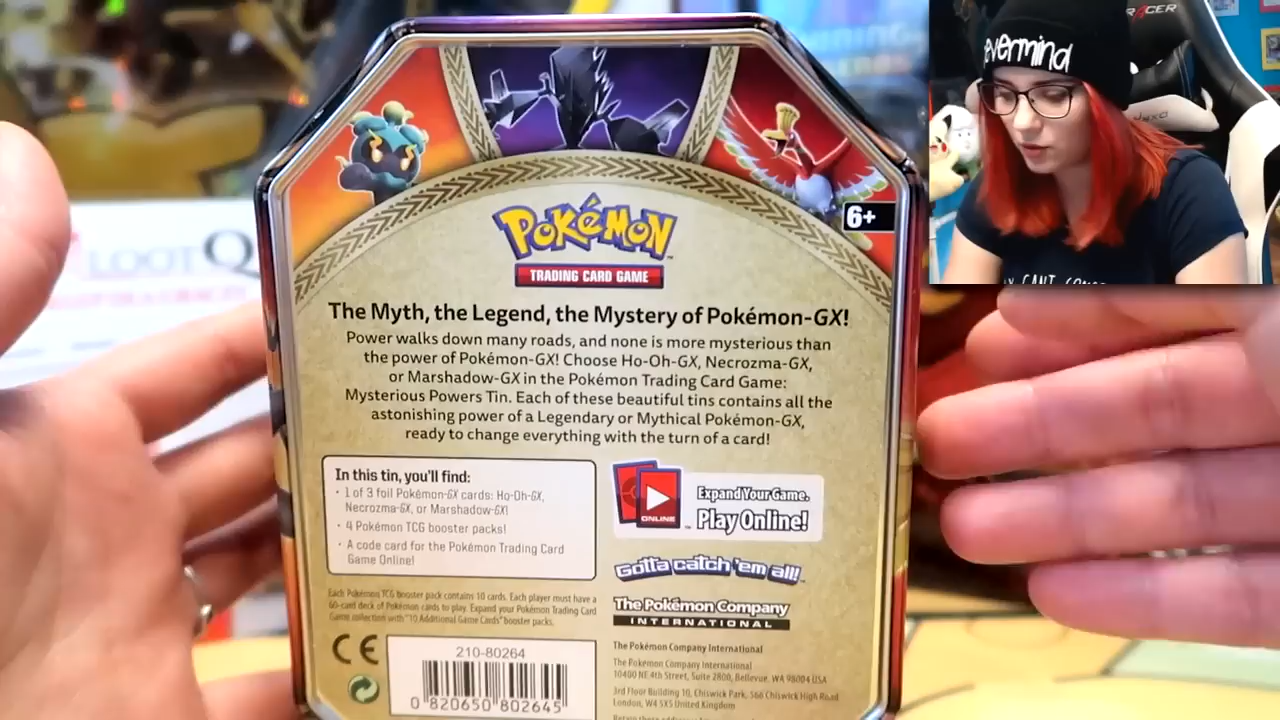 evermind
RACER
LOOTQ
6+
POKéMON
TRADING CARD GAME
The Myth, the Legend, the Mystery of Pokémon-GX!
Power walks down many roads, and none is more mysterious than
the power of Pokémon-GX! Choose Ho-Oh-GX, Necrozma-GX,
or Marshadow-GX in the Pokémon Trading Card Game:
Mysterious Powers Tin. Each of these beautiful tins contains all the
astonishing power of a Legendary or Mythical Pokémon-GX,
ready to change everything with the turn of a card!
In this tin, you'll find:
• 1 of 3 foil Pokémon-GX cards: Ho-Oh-GX,
Necrozma-GX, or Marshadow-GX!
• 4 Pokémon TCG booster packs!
• A code card for the Pokémon Trading Card
Game Online!
ONLINE
Expand Your Game.
Play Online!
Gotta catch 'em all!
Each Pokémon TCG booster pack contains 10 cards. Each player must have a
60-card deck of Pokémon cards to play. Expand your Pokémon Trading Card
Game collection with "10 Additional Game Cards" booster packs.
The Pokémon Company
INTERNATIONAL
CE
210-80264
0 820650 802645
The Pokémon Company International
The Pokémon Company International
10400 NE 4th Street, Suite 2800, Bellevue, WA 98004 USA
3rd Floor Building 10, Chiswick Park, 566 Chiswick High Road
London, W4 5XS United Kingdom